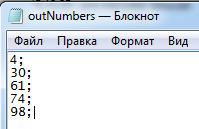 outNumbers — Блокнот
Файл Правка Формат Вид
4;
30;
61;
74;
98;